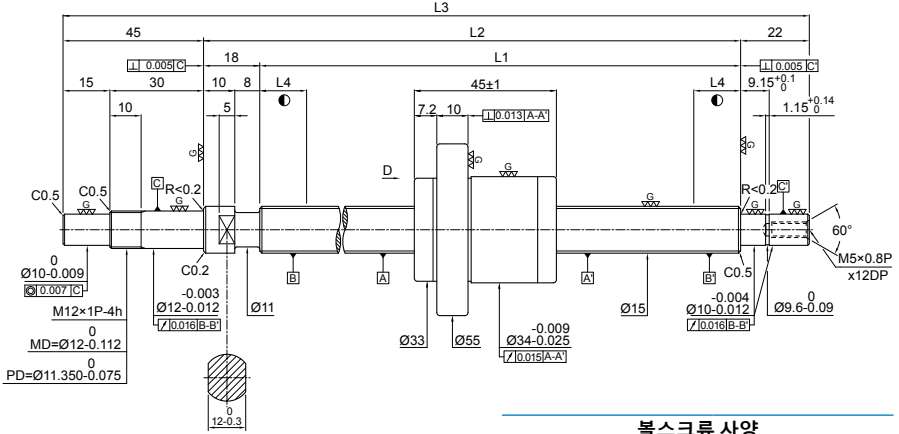 L3
45
L2
22
⊥ 0.005 C
18
L1
⊥ 0.005 C'
15
30
10
8
L4
45±1
L4
9.15 +0.1 0
10
5
7.2
10
⊥ 0.013 A-A'
1.15 +0.14 0
G
G
G
D
G
C0.5
C0.5
C
R<0.2
R<0.2
C'
G
G
G
G
G
60°
C0.2
B
A
A'
B'
C0.5
M5×0.8P
x12DP
0
Ø10-0.009
◎ 0.007 C
-0.003
Ø12-0.012
Ø11
Ø15
-0.004
Ø10-0.012
0
Ø9.6-0.09
M12×1P-4h
↗ 0.016 B-B'
↗ 0.016 B-B'
0
MD=Ø12-0.112
Ø33
Ø55
-0.009
Ø34-0.025
↗ 0.015 A-A'
0
PD=Ø11.350-0.075
0
12-0.3
볼스크류 사양